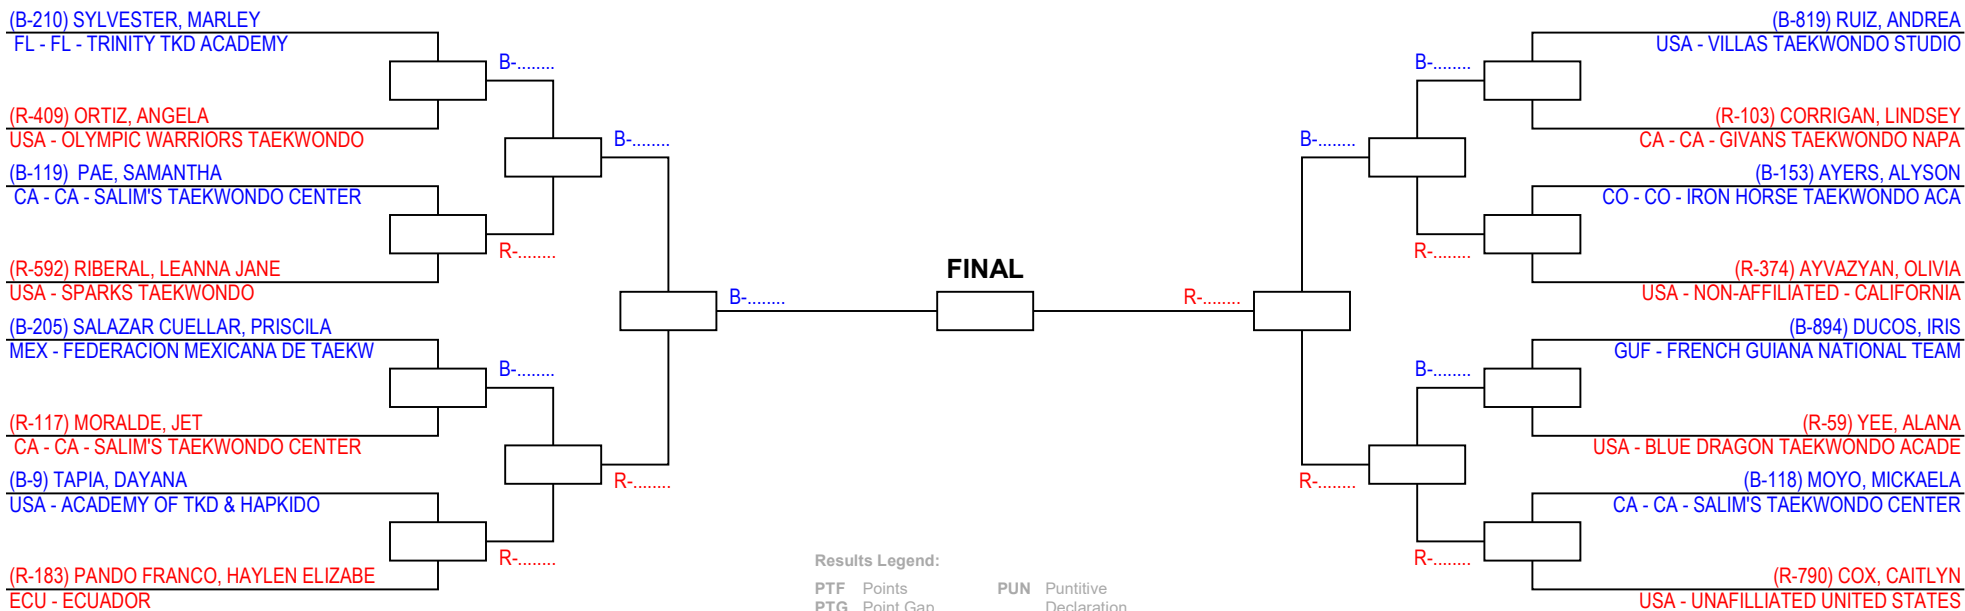 (B-210) SYLVESTER, MARLEY
FL - FL - TRINITY TKD ACADEMY
B-........
(R-409) ORTIZ, ANGELA
USA - OLYMPIC WARRIORS TAEKWONDO
B-........
(B-119) PAE, SAMANTHA
CA - CA - SALIM'S TAEKWONDO CENTER
R-........
(R-592) RIBERAL, LEANNA JANE
USA - SPARKS TAEKWONDO
B-........
(B-205) SALAZAR CUELLAR, PRISCILA
MEX - FEDERACION MEXICANA DE TAEKW
B-........
(R-117) MORALDE, JET
CA - CA - SALIM'S TAEKWONDO CENTER
R-........
(B-9) TAPIA, DAYANA
USA - ACADEMY OF TKD & HAPKIDO
R-........
(R-183) PANDO FRANCO, HAYLEN ELIZABE
ECU - ECUADOR
FINAL
(B-819) RUIZ, ANDREA
USA - VILLAS TAEKWONDO STUDIO
B-........
(R-103) CORRIGAN, LINDSEY
CA - CA - GIVANS TAEKWONDO NAPA
B-........
(B-153) AYERS, ALYSON
CO - CO - IRON HORSE TAEKWONDO ACA
R-........
(R-374) AYVAZYAN, OLIVIA
USA - NON-AFFILIATED - CALIFORNIA
R-........
(B-894) DUCOS, IRIS
GUF - FRENCH GUIANA NATIONAL TEAM
B-........
(R-59) YEE, ALANA
USA - BLUE DRAGON TAEKWONDO ACADE
R-........
(B-118) MOYO, MICKAELA
CA - CA - SALIM'S TAEKWONDO CENTER
R-........
(R-790) COX, CAITLYN
USA - UNAFILLIATED UNITED STATES
Results Legend:
PTF Points PUN Puntitive
PTG Point Gap Declaration